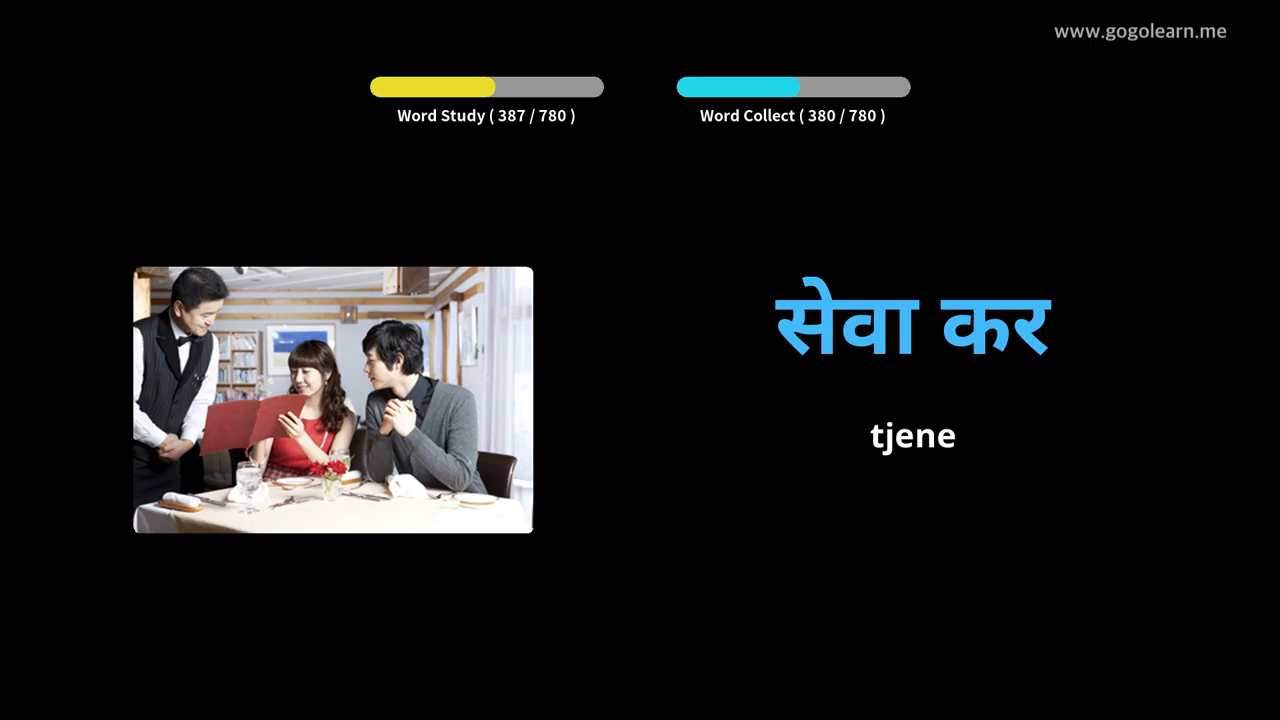 www.gogolearn.me
Word Study ( 387 / 780 )
Word Collect ( 380 / 780 )
सेवा कर
tjene